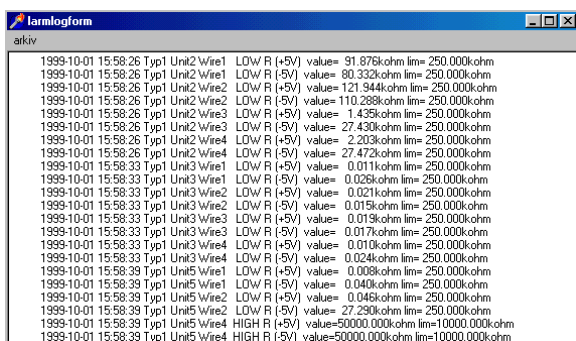 larmlogform
arkiv
1999-10-01 15:58:26 Typ1 Unit2 Wire1 LOW R (+5V) value= 91.876kohm lim= 250.000kohm
1999-10-01 15:58:26 Typ1 Unit2 Wire1 LOW R (-5V) value= 80.332kohm lim= 250.000kohm
1999-10-01 15:58:26 Typ1 Unit2 Wire2 LOW R (+5V) value= 121.944kohm lim= 250.000kohm
1999-10-01 15:58:26 Typ1 Unit2 Wire2 LOW R (-5V) value= 110.288kohm lim= 250.000kohm
1999-10-01 15:58:26 Typ1 Unit2 Wire3 LOW R (+5V) value= 1.435kohm lim= 250.000kohm
1999-10-01 15:58:26 Typ1 Unit2 Wire3 LOW R (-5V) value= 27.430kohm lim= 250.000kohm
1999-10-01 15:58:26 Typ1 Unit2 Wire4 LOW R (+5V) value= 2.203kohm lim= 250.000kohm
1999-10-01 15:58:26 Typ1 Unit2 Wire4 LOW R (-5V) value= 27.472kohm lim= 250.000kohm
1999-10-01 15:58:33 Typ1 Unit3 Wire1 LOW R (+5V) value= 0.011kohm lim= 250.000kohm
1999-10-01 15:58:33 Typ1 Unit3 Wire1 LOW R (-5V) value= 0.026kohm lim= 250.000kohm
1999-10-01 15:58:33 Typ1 Unit3 Wire2 LOW R (+5V) value= 0.021kohm lim= 250.000kohm
1999-10-01 15:58:33 Typ1 Unit3 Wire2 LOW R (-5V) value= 0.015kohm lim= 250.000kohm
1999-10-01 15:58:33 Typ1 Unit3 Wire3 LOW R (+5V) value= 0.019kohm lim= 250.000kohm
1999-10-01 15:58:33 Typ1 Unit3 Wire3 LOW R (-5V) value= 0.017kohm lim= 250.000kohm
1999-10-01 15:58:33 Typ1 Unit3 Wire4 LOW R (+5V) value= 0.010kohm lim= 250.000kohm
1999-10-01 15:58:33 Typ1 Unit3 Wire4 LOW R (-5V) value= 0.024kohm lim= 250.000kohm
1999-10-01 15:58:39 Typ1 Unit5 Wire1 LOW R (+5V) value= 0.008kohm lim= 250.000kohm
1999-10-01 15:58:39 Typ1 Unit5 Wire1 LOW R (-5V) value= 0.040kohm lim= 250.000kohm
1999-10-01 15:58:39 Typ1 Unit5 Wire2 LOW R (+5V) value= 0.046kohm lim= 250.000kohm
1999-10-01 15:58:39 Typ1 Unit5 Wire2 LOW R (-5V) value= 27.290kohm lim= 250.000kohm
1999-10-01 15:58:39 Typ1 Unit5 Wire4 HIGH R (+5V) value=50000.000kohm lim=10000.000kohm
1999-10-01 15:58:39 Typ1 Unit5 Wire4 HIGH R (-5V) value=50000.000kohm lim=10000.000kohm